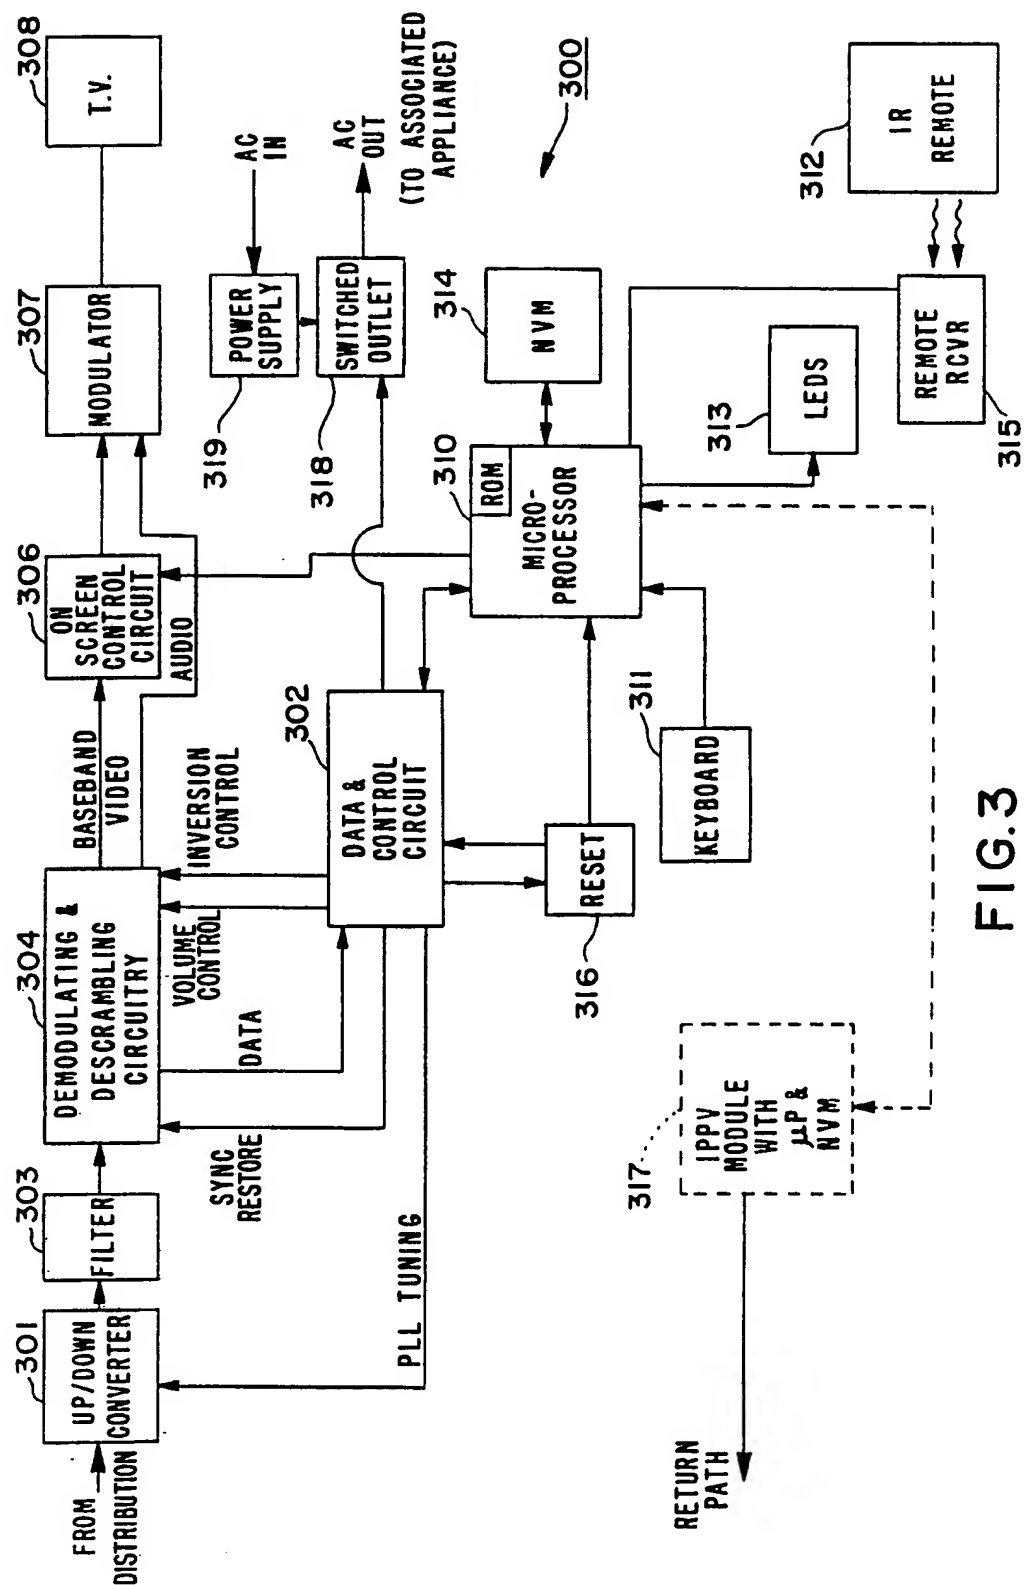 FROM
DISTRIBUTION
301
UP/DOWN
CONVERTER
303
FILTER
304
DEMODULATING &
DESCRAMBLING
CIRCUITRY
BASEBAND
VIDEO
306
ON
SCREEN
CONTROL
CIRCUIT
AUDIO
307
MODULATOR
308
T.V.
SYNC
RESTORE
DATA
VOLUME
CONTROL
INVERSION
CONTROL
PLL TUNING
302
DATA &
CONTROL
CIRCUIT
319
POWER
SUPPLY
AC
IN
318
SWITCHED
OUTLET
AC
OUT
(TO ASSOCIATED
APPLIANCE)
300
310
ROM
MICRO-
PROCESSOR
314
NVM
316
RESET
311
KEYBOARD
313
LEDS
312
IR
REMOTE
REMOTE
RCVR
315
317
IPPV
MODULE
WITH
μP &
NVM
RETURN
PATH
FIG.3